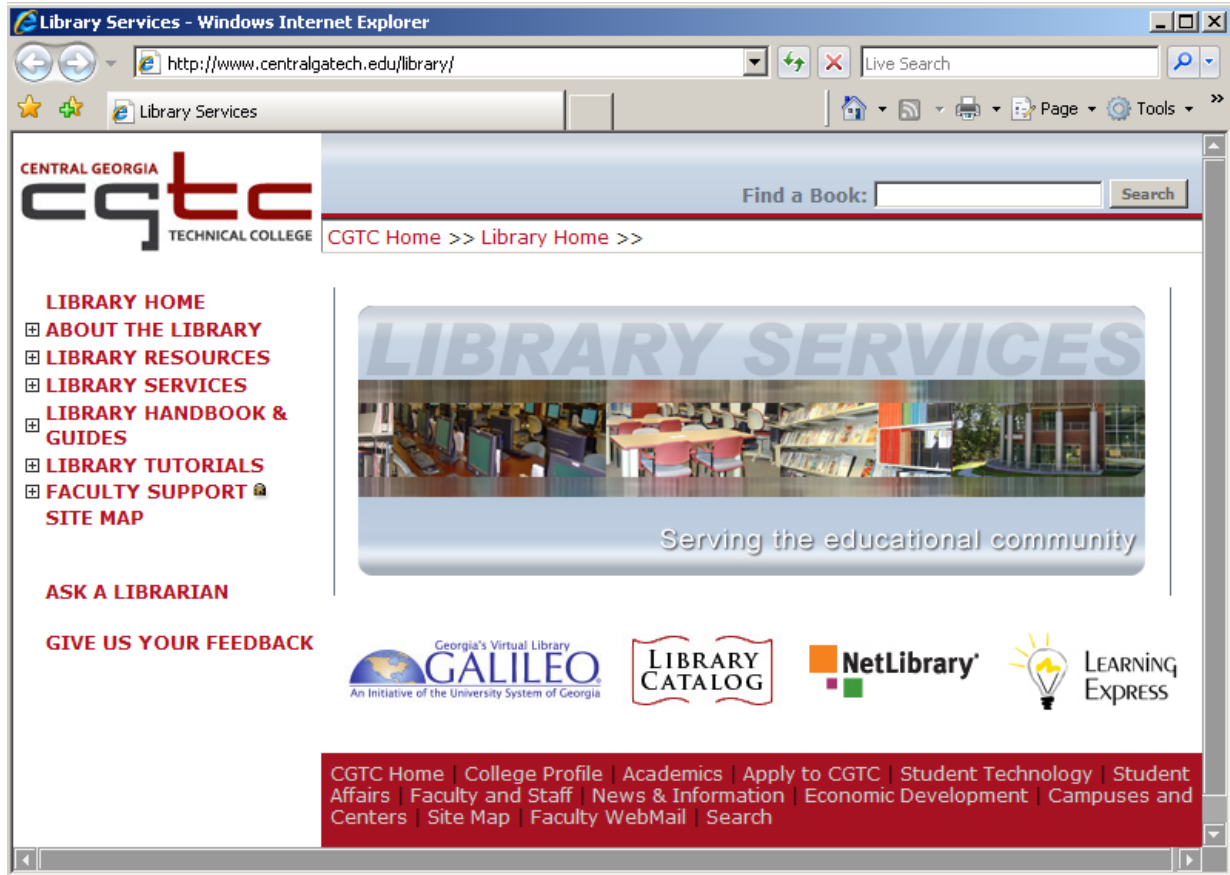 Library Services - Windows Internet Explorer
http://www.centralgatech.edu/library/
Live Search
Library Services
Page
Tools
»
CENTRAL GEORGIA
cgtc
TECHNICAL COLLEGE
Find a Book:
Search
CGTC Home >> Library Home >>
LIBRARY HOME
ABOUT THE LIBRARY
LIBRARY RESOURCES
LIBRARY SERVICES
LIBRARY HANDBOOK &
GUIDES
LIBRARY TUTORIALS
FACULTY SUPPORT
SITE MAP
ASK A LIBRARIAN
GIVE US YOUR FEEDBACK
LIBRARY SERVICES
Serving the educational community
Georgia's Virtual Library
GALILEO
An Initiative of the University System of Georgia
LIBRARY
CATALOG
NetLibrary
LEARNING
EXPRESS
CGTC Home | College Profile | Academics | Apply to CGTC | Student Technology | Student
Affairs | Faculty and Staff | News & Information | Economic Development | Campuses and
Centers | Site Map | Faculty WebMail | Search